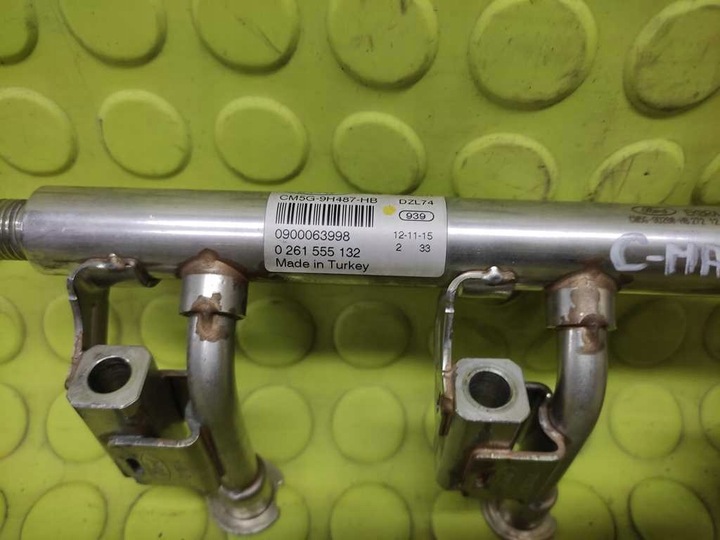 CM5G-9H487-HB DZL74
939
0900063998 12-11-15
0 261 555 132 2 33
Made in Turkey
C-MA